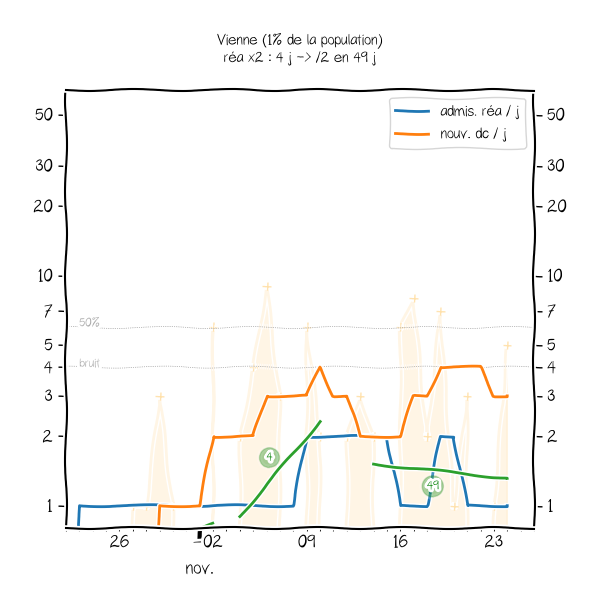 Vienne (1% de la population)
réa x2 : 4 j -> /2 en 49 j
admis. réa / j
nouv. dc / j
50 50
30 30
20 20
10 10
7 7
50%
5 5
4 4
bruit
3 3
2 2
4
49
1 1
26 02 09 16 23
nov.